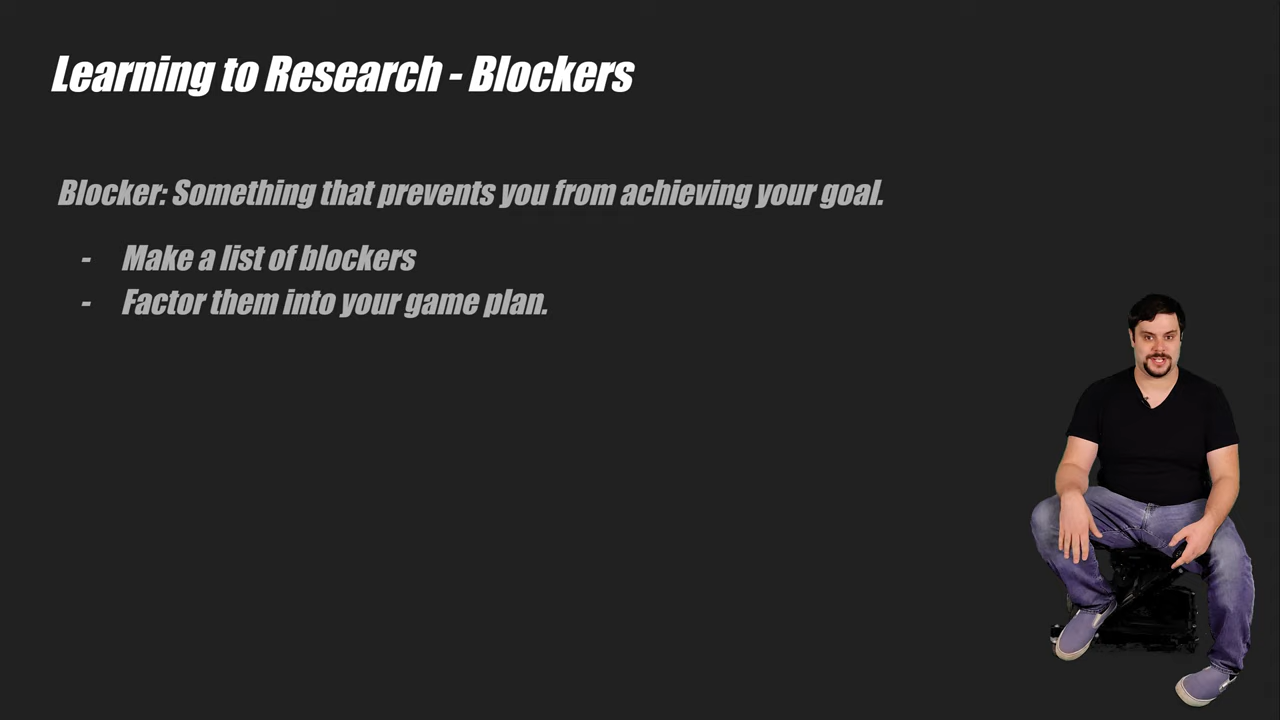 Learning to Research - Blockers
Blocker: Something that prevents you from achieving your goal.
- Make a list of blockers
- Factor them into your game plan.